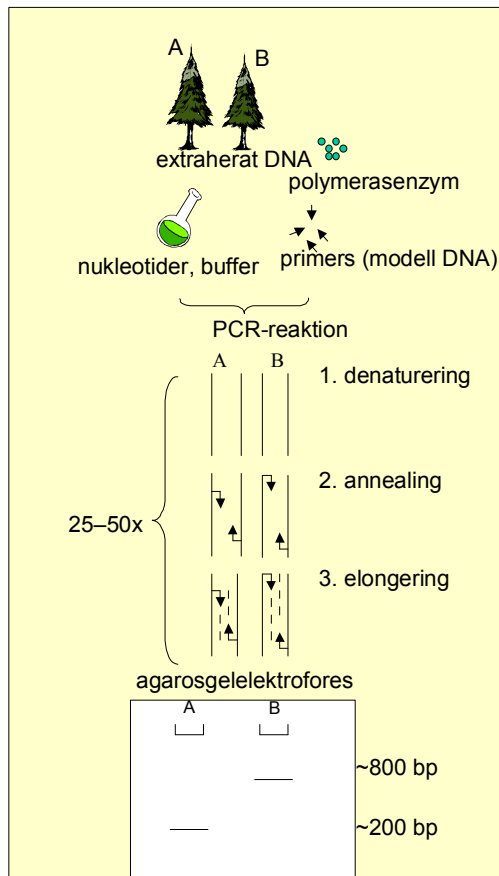 A B
extraherat DNA
polymerasenzym
nukleotider, buffer
primers (modell DNA)
PCR-reaktion
A B
1. denaturering
2. annealing
25–50x
3. elongering
agarosgelelektrofores
A B
~800 bp
~200 bp